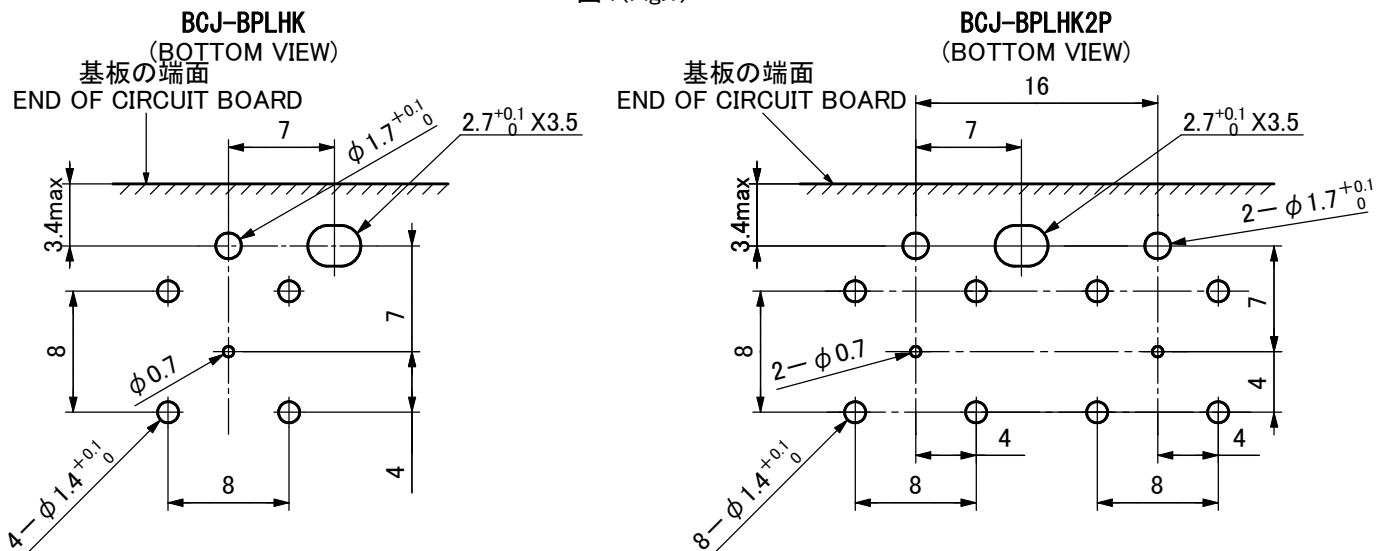 BCJ-BPLHK
(BOTTOM VIEW)
基板の端面
END OF CIRCUIT BOARD
7
φ1.7 +0.1 0
2.7 +0.1 0 X3.5
3.4max
8
7
φ0.7
4
4-φ1.4 +0.1 0
8
BCJ-BPLHK2P
(BOTTOM VIEW)
基板の端面
END OF CIRCUIT BOARD
16
7
2.7 +0.1 0 X3.5
3.4max
2-φ1.7 +0.1 0
8
7
2-φ0.7
4
4
4
8
8
8-φ1.4 +0.1 0